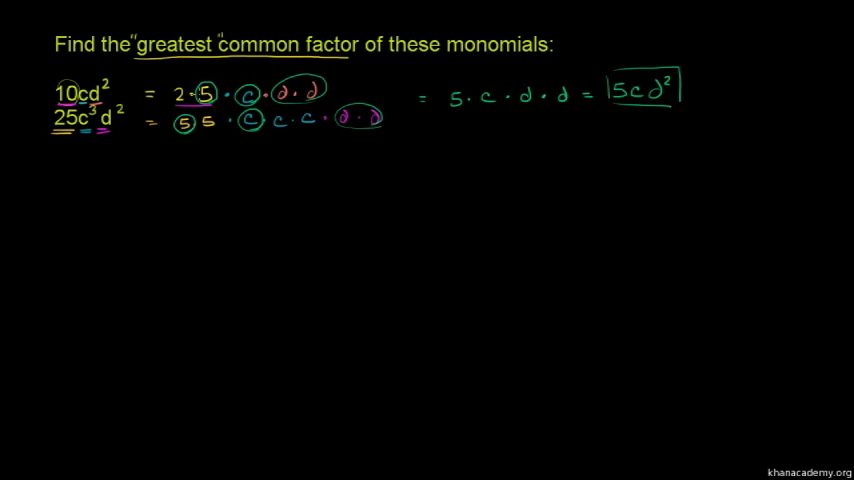 Find the "greatest "common factor of these monomials:
10cd² = 2·5 · c · d · d = 5 · c · d · d = 5cd²
25c³d² = 5 5 · c · c · c · d · d
khanacademy.org